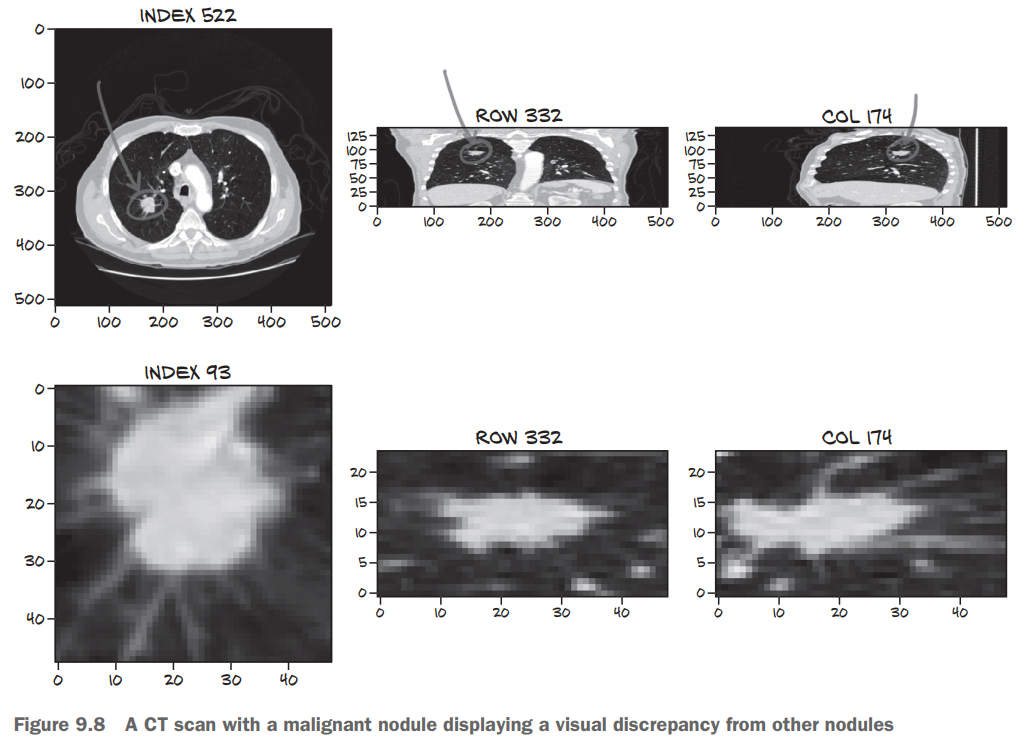 INDEX 522
0
100
200
300
400
500
0 100 200 300 400 500
ROW 332
125
100
75
50
25
0
0 100 200 300 400 500
COL 174
125
100
75
50
25
0
0 100 200 300 400 500
INDEX 93
0
10
20
30
40
0 10 20 30 40
ROW 332
20
15
10
5
0
0 10 20 30 40
COL 174
20
15
10
5
0
0 10 20 30 40
Figure 9.8 A CT scan with a malignant nodule displaying a visual discrepancy from other nodules